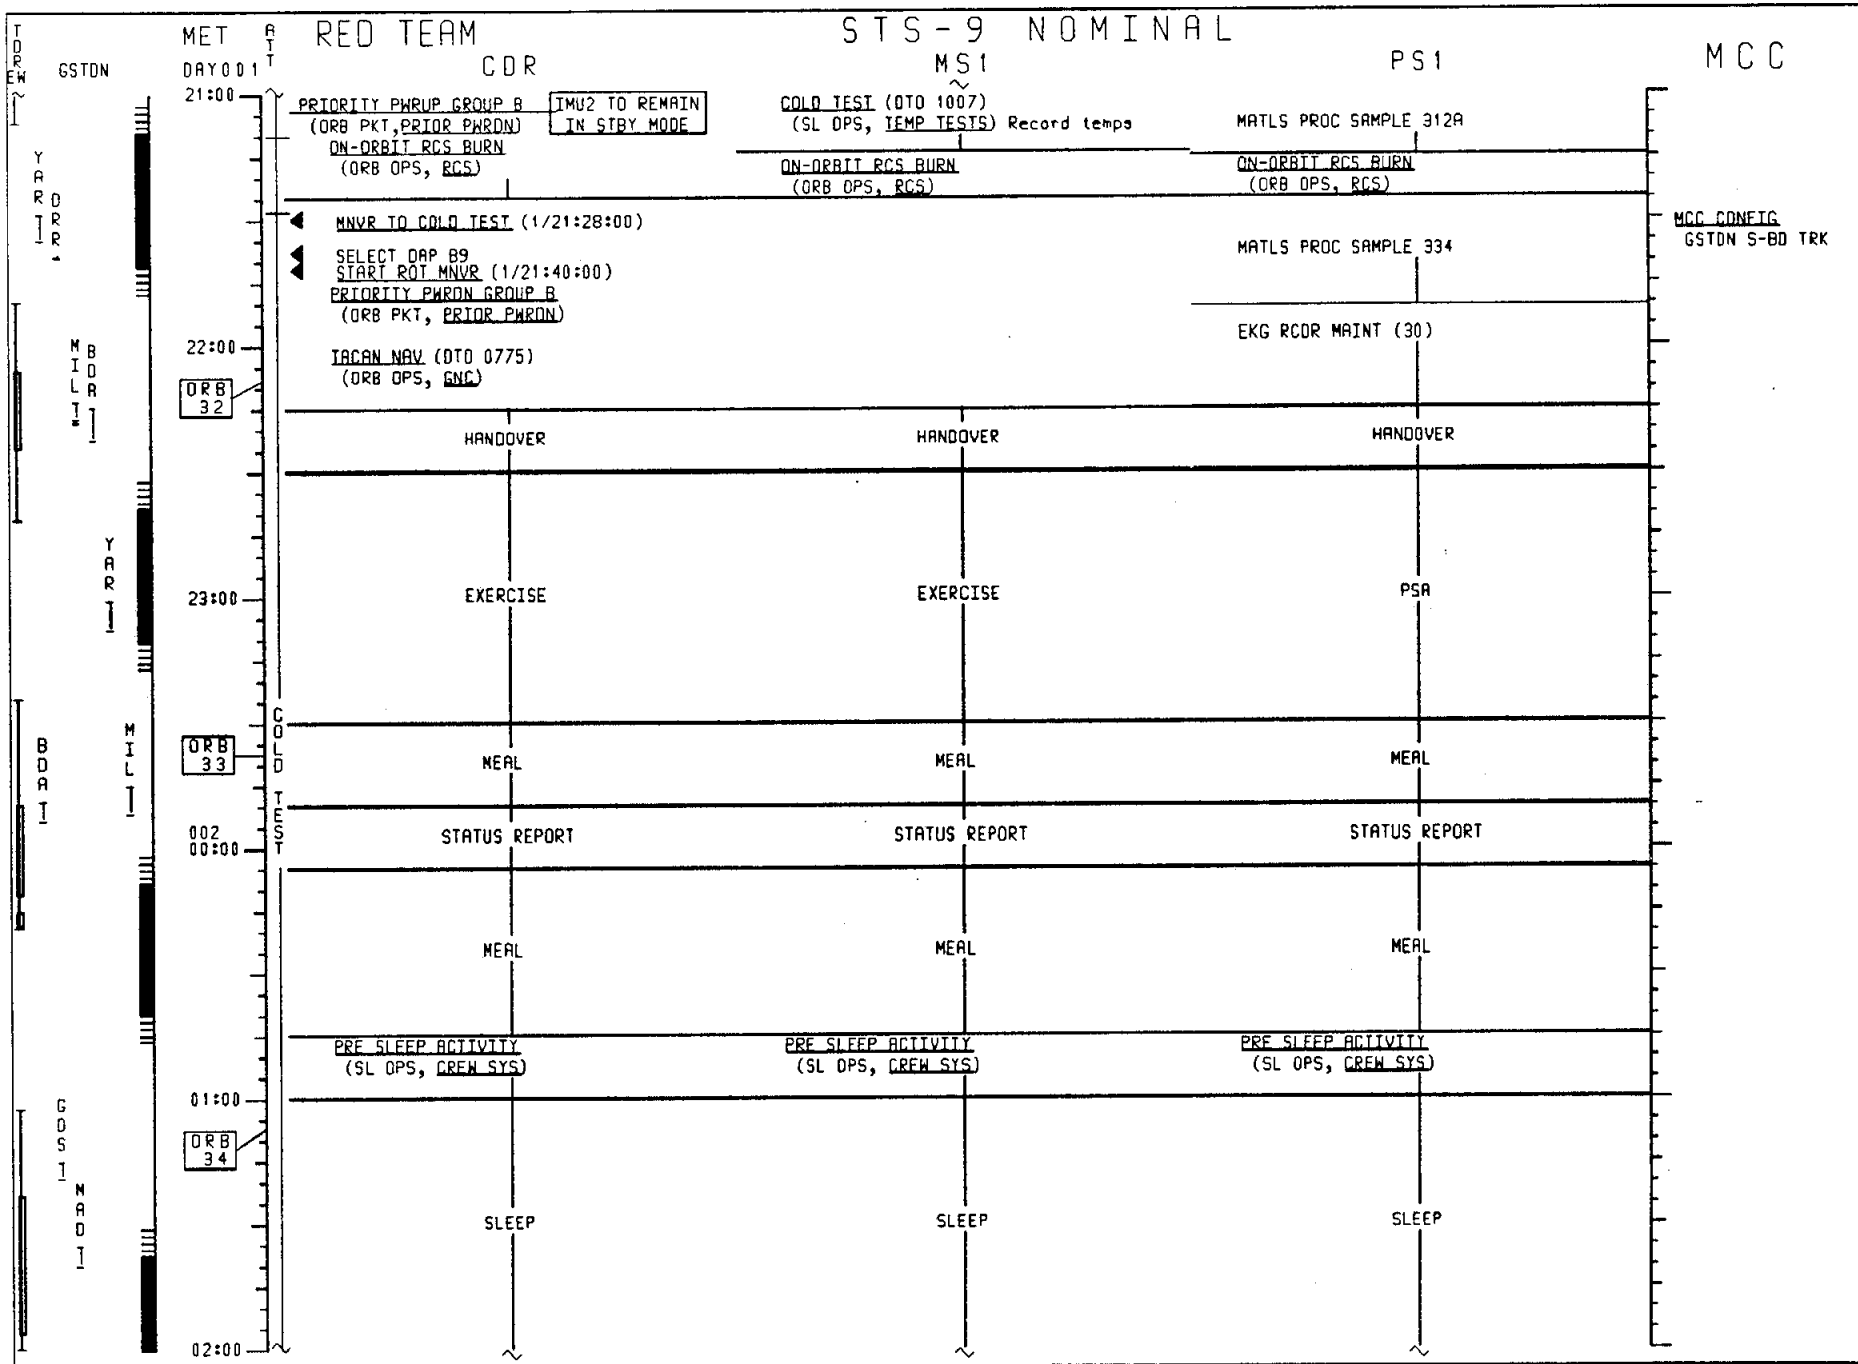 STS-9 NOMINAL
TDR
EW
GSTDN
MET
ATT
RED TEAM
MCC
DAY001
CDR
MS1
PS1
21:00
PRIORITY PWRUP GROUP B
(ORB PKT,PRIOR PWRDN)
IMU2 TO REMAIN
IN STBY MODE
ON-ORBIT RCS BURN
(ORB OPS, RCS)
COLD TEST (DTO 1007)
(SL OPS, TEMP TESTS) Record temps
ON-ORBIT RCS BURN
(ORB OPS, RCS)
MATLS PROC SAMPLE 312A
ON-ORBIT RCS BURN
(ORB OPS, RCS)
YAR
DRR
MNVR TO COLD TEST (1/21:28:00)
SELECT DAP B9
START ROT MNVR (1/21:40:00)
PRIORITY PWRDN GROUP B
(ORB PKT, PRIOR PWRDN)
MATLS PROC SAMPLE 334
MCC CONFIG
GSTDN S-BD TRK
EKG RCDR MAINT (30)
22:00
TACAN NAV (DTO 0775)
(ORB OPS, GNC)
MIL
BDA
ORB
32
HANDOVER
HANDOVER
HANDOVER
YAR
23:00
EXERCISE
EXERCISE
PSA
COLD TEST
BDA
MIL
ORB
33
MEAL
MEAL
MEAL
002
00:00
STATUS REPORT
STATUS REPORT
STATUS REPORT
MEAL
MEAL
MEAL
PRE SLEEP ACTIVITY
(SL OPS, CREW SYS)
PRE SLEEP ACTIVITY
(SL OPS, CREW SYS)
PRE SLEEP ACTIVITY
(SL OPS, CREW SYS)
01:00
GDS
MAD
ORB
34
SLEEP
SLEEP
SLEEP
02:00